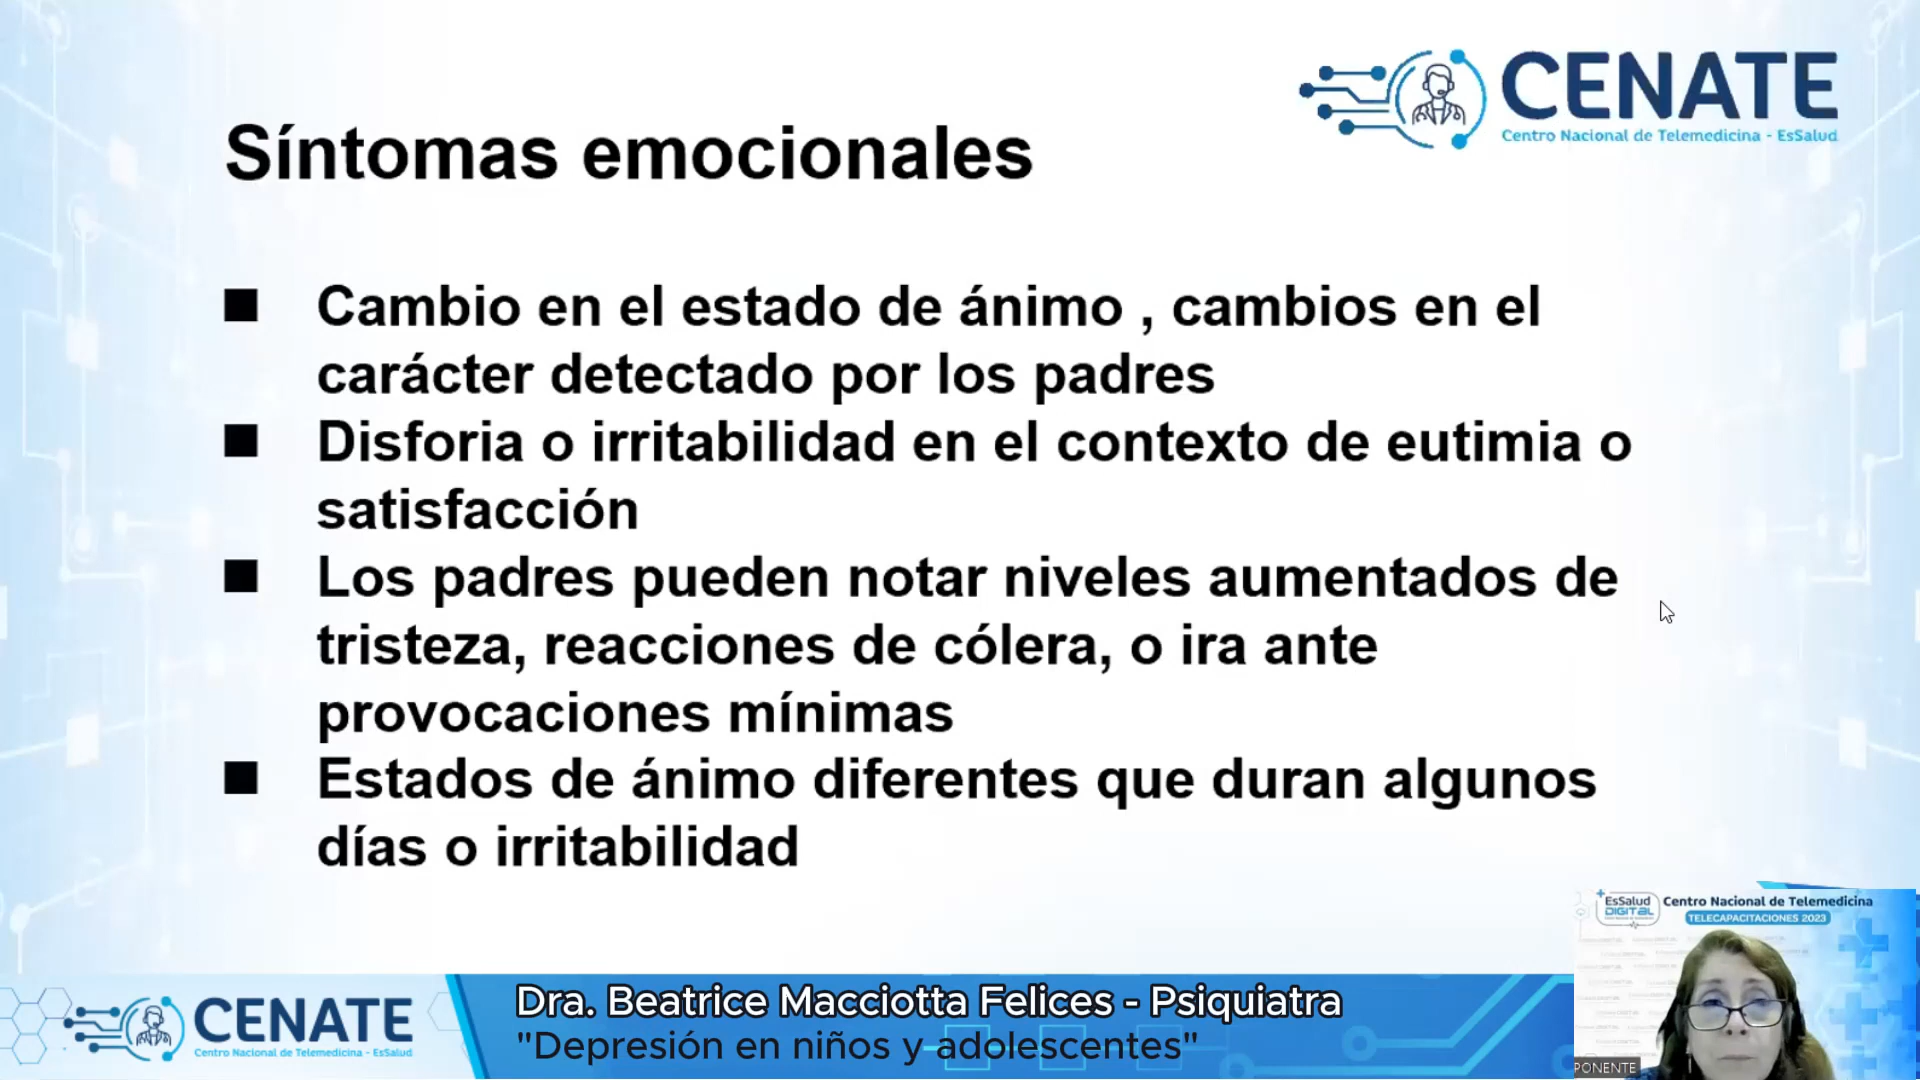 CENATE
Centro Nacional de Telemedicina - EsSalud
Síntomas emocionales
■ Cambio en el estado de ánimo , cambios en el
carácter detectado por los padres
■ Disforia o irritabilidad en el contexto de eutimia o
satisfacción
■ Los padres pueden notar niveles aumentados de
tristeza, reacciones de cólera, o ira ante
provocaciones mínimas
■ Estados de ánimo diferentes que duran algunos
días o irritabilidad
EsSalud
DIGITAL
Centro Nacional de Telemedicina
TELECAPACITACIONES 2023
PONENTE
CENATE
Centro Nacional de Telemedicina - EsSalud
Dra. Beatrice Macciotta Felices - Psiquiatra
"Depresión en niños y adolescentes"